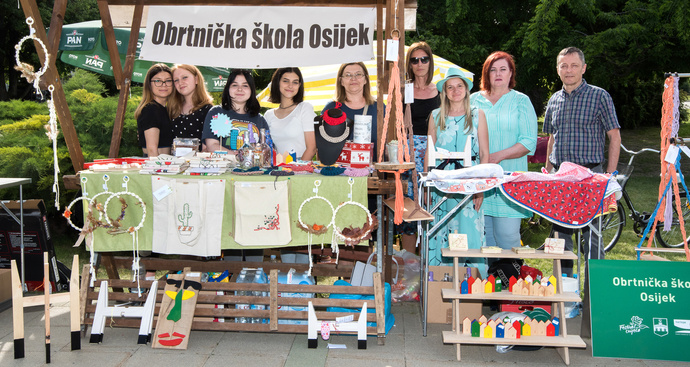 Obrtnička škola Osijek
PAN
PAN
Obrtnička škola
Osijek